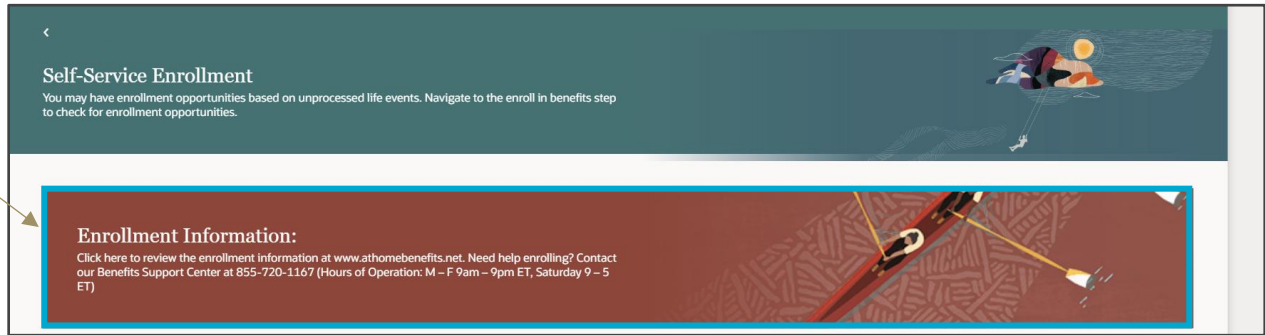 Self-Service Enrollment
You may have enrollment opportunities based on unprocessed life events. Navigate to the enroll in benefits step
to check for enrollment opportunities.
Enrollment Information:
Click here to review the enrollment information at www.athomebenefits.net. Need help enrolling? Contact
our Benefits Support Center at 855-720-1167 (Hours of Operation: M – F 9am – 9pm ET, Saturday 9 – 5
ET)